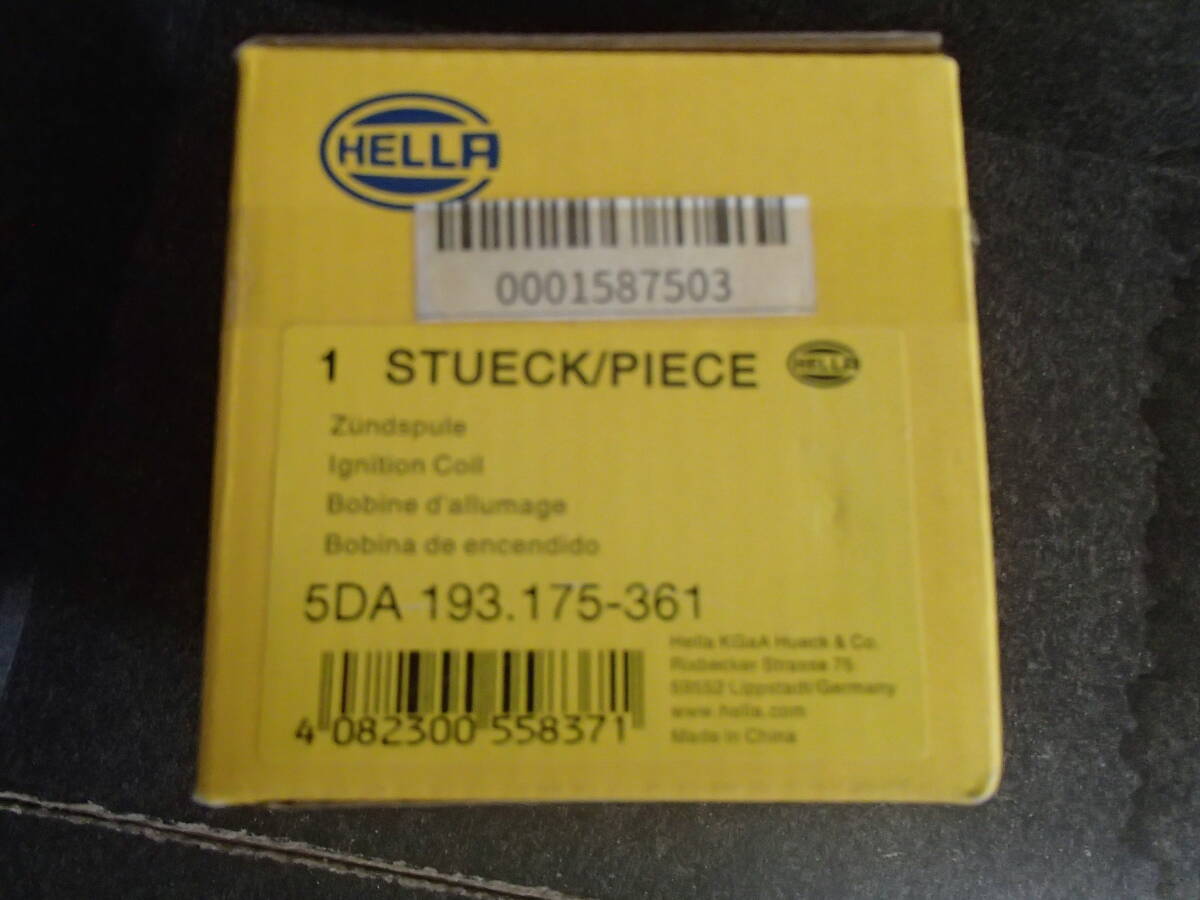 HELLA
0001587503
1 STUECK/PIECE HELLA
Zündspule
Ignition Coil
Bobine d'allumage
Bobina de encendido
5DA 193.175-361
Hella KGaA Hueck & Co.
Rixbecker Strasse 75
59552 Lippstadt/Germany
www.hella.com
Made in China
4 082300 558371